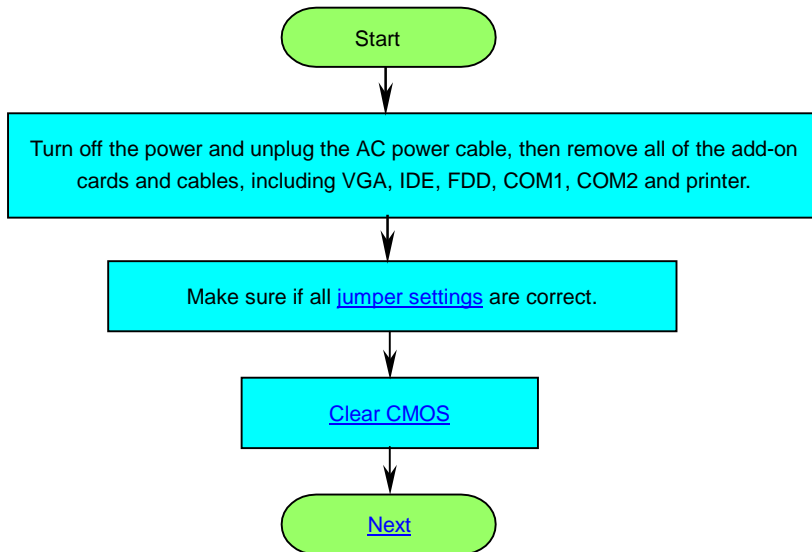 Start
Turn off the power and unplug the AC power cable, then remove all of the add-on
cards and cables, including VGA, IDE, FDD, COM1, COM2 and printer.
Make sure if all jumper settings are correct.
Clear CMOS
Next